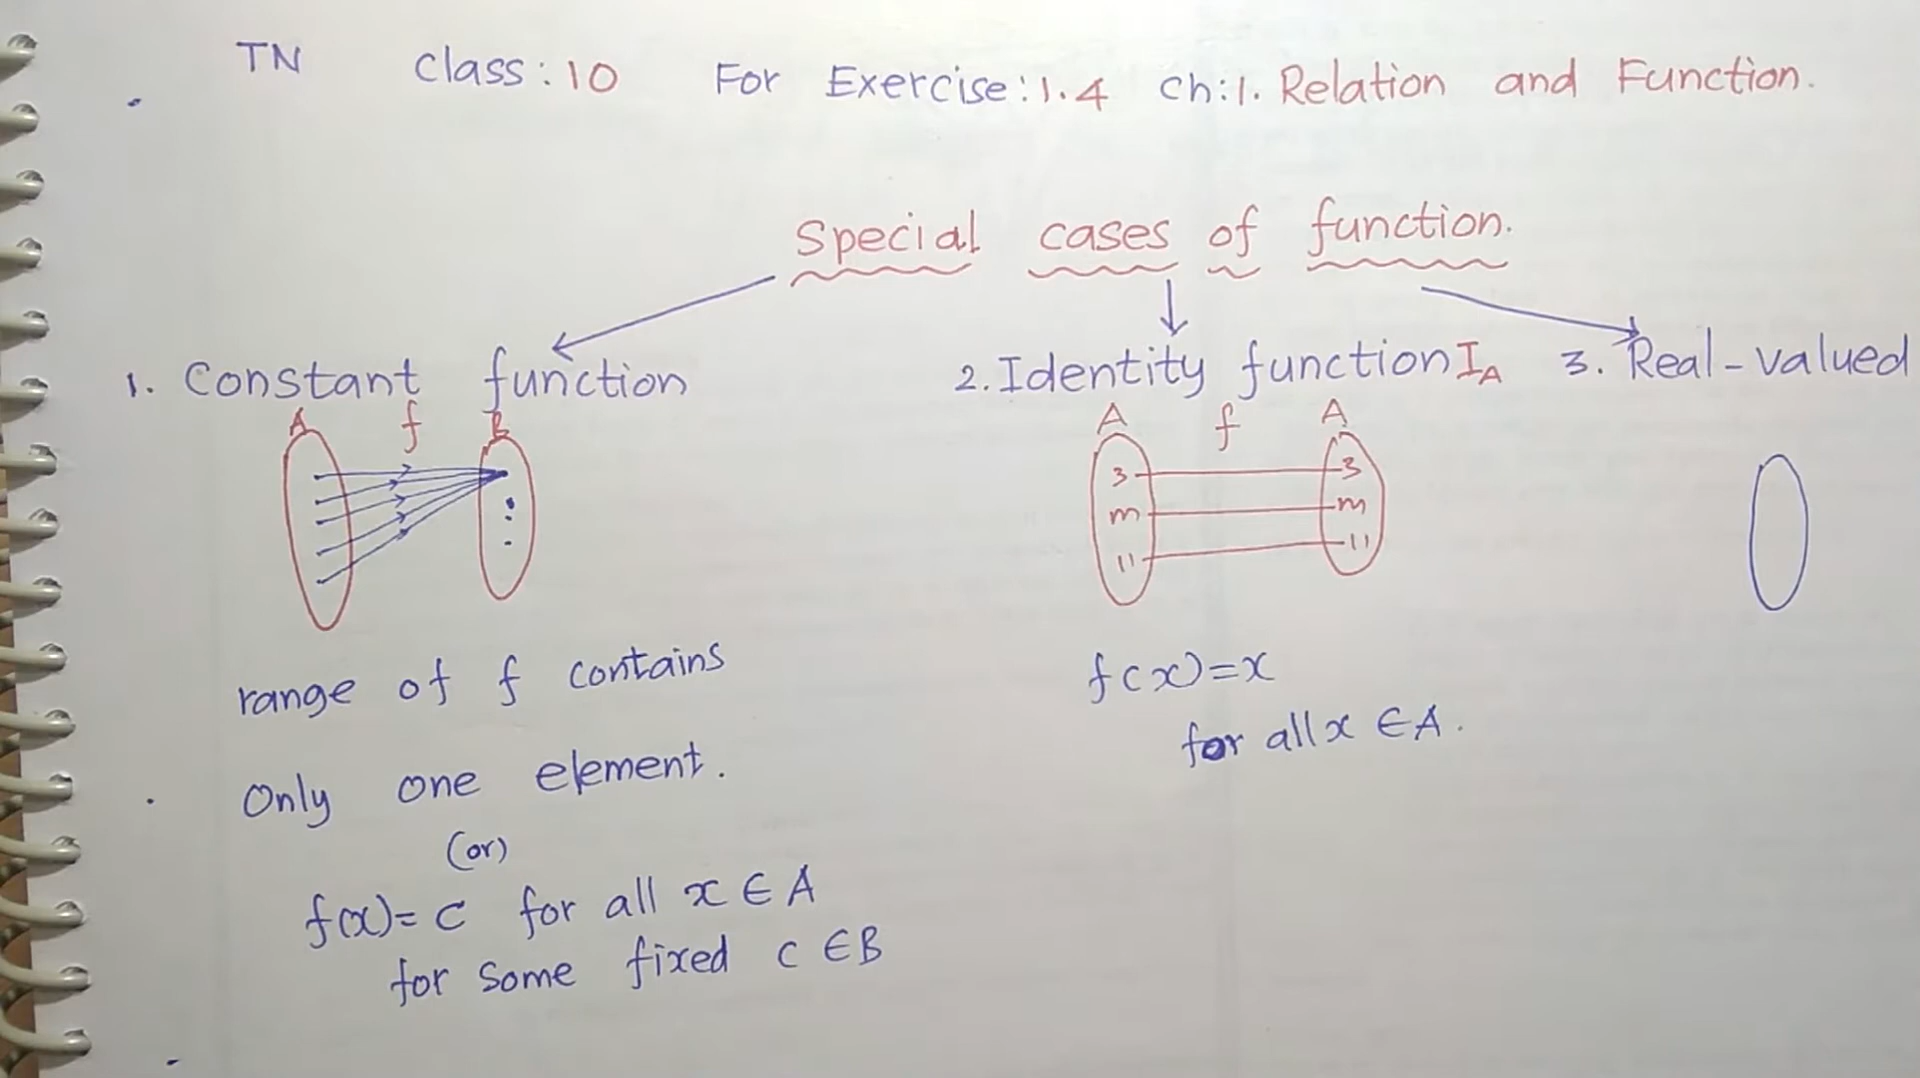 TN Class: 10 For Exercise: 1.4 Ch: 1. Relation and Function.
Special cases of function.
1. Constant function
2. Identity function I_A
3. Real-valued
A f B
A f A
3 3
m m
11 11
range of f contains
Only one element.
(or)
f(x) = c for all x ∈ A
for some fixed c ∈ B
f(x) = x
for all x ∈ A.